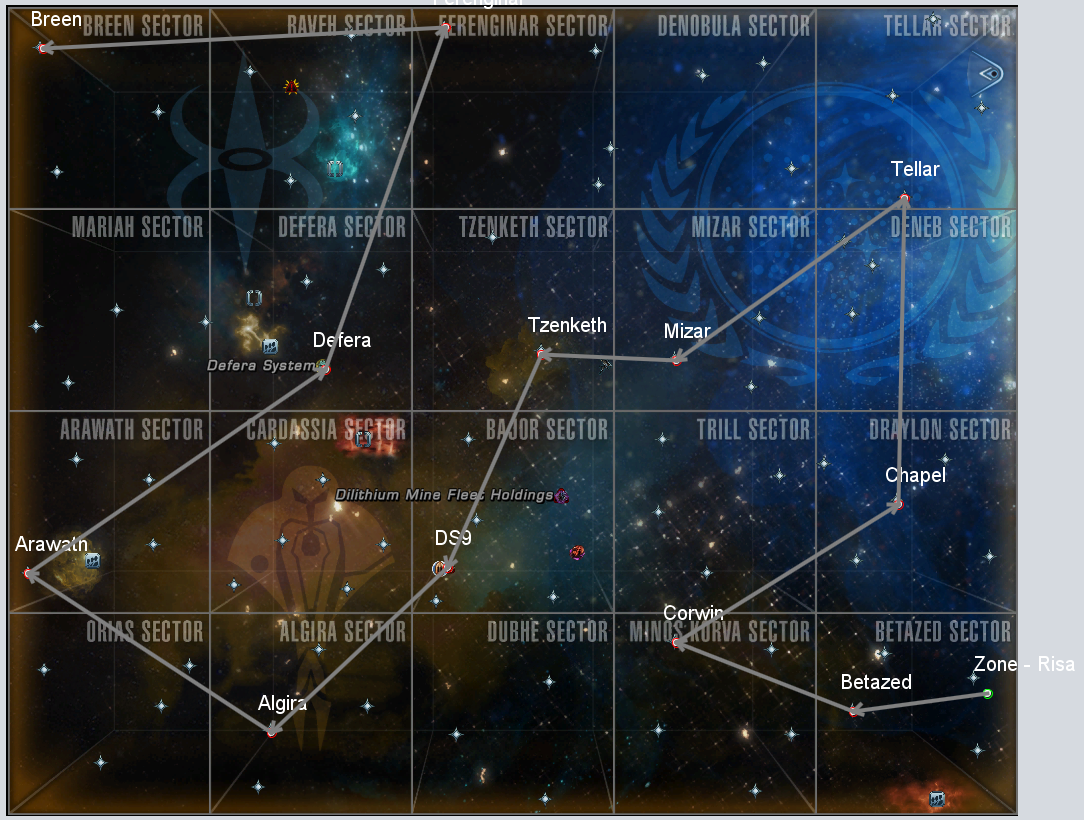 Ferenginar
Breen
BREEN SECTOR
RAVEH SECTOR
FERENGINAR SECTOR
DENOBULA SECTOR
TELLAR SECTOR
Tellar
MARIAH SECTOR
DEFERA SECTOR
TZENKETH SECTOR
MIZAR SECTOR
DENEB SECTOR
Defera
Tzenketh
Mizar
Defera System
ARAWATH SECTOR
CARDASSIA SECTOR
BAJOR SECTOR
TRILL SECTOR
DRAYLON SECTOR
Chapel
Dilithium Mine Fleet Holdings
Arawath
DS9
Corwin
ORIAS SECTOR
ALGIRA SECTOR
DUBHE SECTOR
MINOS KORVA SECTOR
BETAZED SECTOR
Zone - Risa
Betazed
Algira